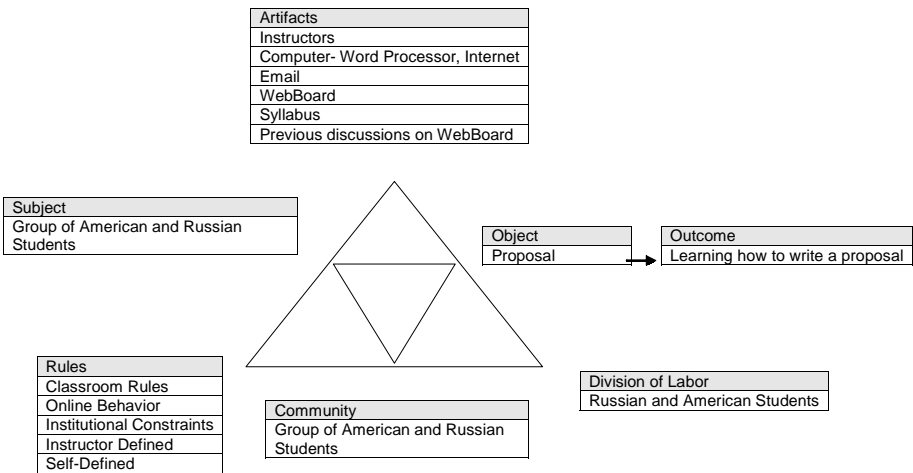 Artifacts
Instructors
Computer- Word Processor, Internet
Email
WebBoard
Syllabus
Previous discussions on WebBoard
Subject
Group of American and Russian
Students
Object
Proposal
Outcome
Learning how to write a proposal
Rules
Classroom Rules
Online Behavior
Institutional Constraints
Instructor Defined
Self-Defined
Community
Group of American and Russian
Students
Division of Labor
Russian and American Students